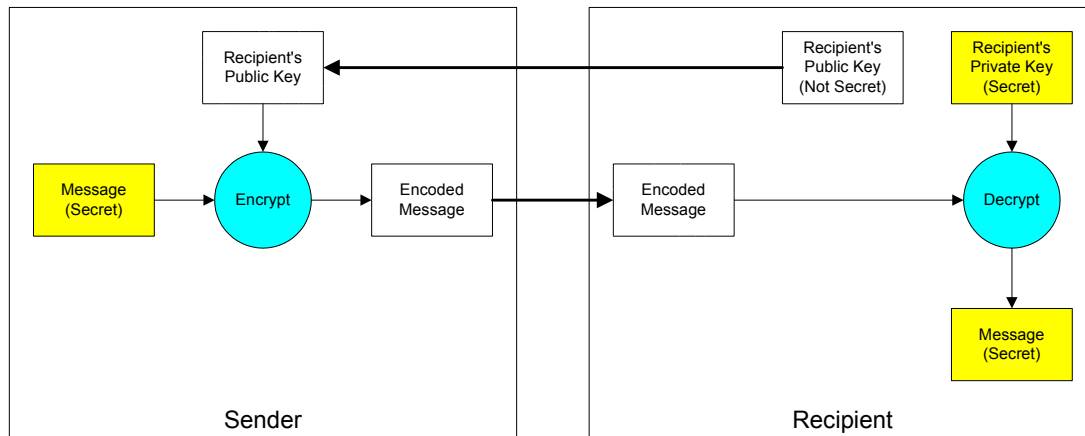 Recipient's
Public Key
Recipient's
Public Key
(Not Secret)
Recipient's
Private Key
(Secret)
Message
(Secret)
Encrypt
Encoded
Message
Encoded
Message
Decrypt
Message
(Secret)
Sender
Recipient